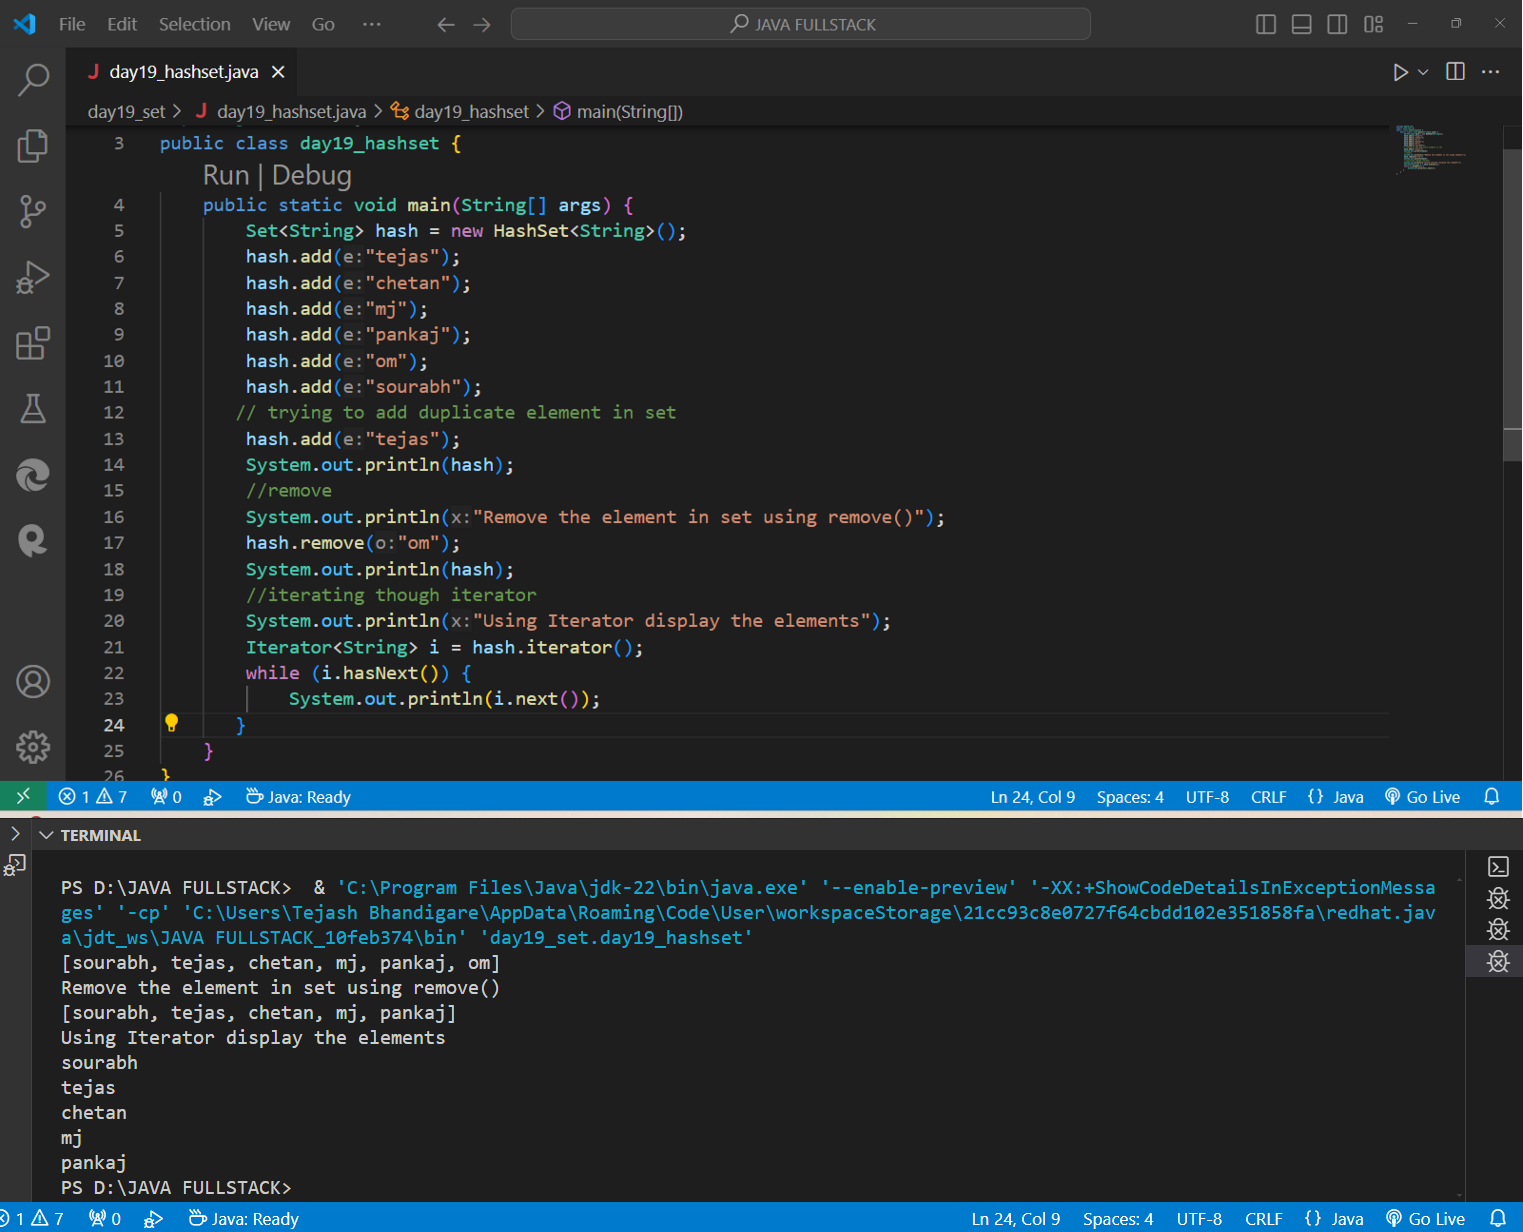 File Edit Selection View Go ··· JAVA FULLSTACK
J day19_hashset.java
day19_set > J day19_hashset.java > day19_hashset > main(String[])
3 public class day19_hashset {
Run | Debug
4 public static void main(String[] args) {
5 Set<String> hash = new HashSet<String>();
6 hash.add(e:"tejas");
7 hash.add(e:"chetan");
8 hash.add(e:"mj");
9 hash.add(e:"pankaj");
10 hash.add(e:"om");
11 hash.add(e:"sourabh");
12 // trying to add duplicate element in set
13 hash.add(e:"tejas");
14 System.out.println(hash);
15 //remove
16 System.out.println(x:"Remove the element in set using remove()");
17 hash.remove(o:"om");
18 System.out.println(hash);
19 //iterating though iterator
20 System.out.println(x:"Using Iterator display the elements");
21 Iterator<String> i = hash.iterator();
22 while (i.hasNext()) {
23 System.out.println(i.next());
24 }
25 }
26 }
1 7 0 Java: Ready Ln 24, Col 9 Spaces: 4 UTF-8 CRLF {} Java Go Live
TERMINAL
PS D:\JAVA FULLSTACK> & 'C:\Program Files\Java\jdk-22\bin\java.exe' '--enable-preview' '-XX:+ShowCodeDetailsInExceptionMessa
ges' '-cp' 'C:\Users\Tejash Bhandigare\AppData\Roaming\Code\User\workspaceStorage\21cc93c8e0727f64cbdd102e351858fa\redhat.jav
a\jdt_ws\JAVA FULLSTACK_10feb374\bin' 'day19_set.day19_hashset'
[sourabh, tejas, chetan, mj, pankaj, om]
Remove the element in set using remove()
[sourabh, tejas, chetan, mj, pankaj]
Using Iterator display the elements
sourabh
tejas
chetan
mj
pankaj
PS D:\JAVA FULLSTACK>
1 7 0 Java: Ready Ln 24, Col 9 Spaces: 4 UTF-8 CRLF {} Java Go Live